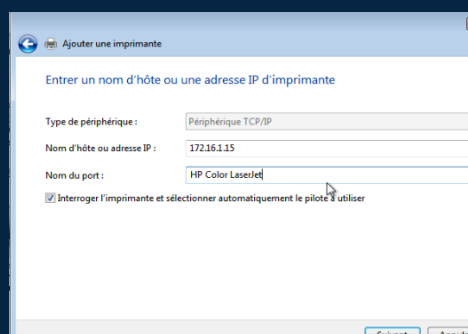 Ajouter une imprimante
Entrer un nom d'hôte ou une adresse IP d'imprimante
Type de périphérique :
Périphérique TCP/IP
Nom d'hôte ou adresse IP :
172.16.1.15
Nom du port :
HP Color LaserJet
Interroger l'imprimante et sélectionner automatiquement le pilote à utiliser